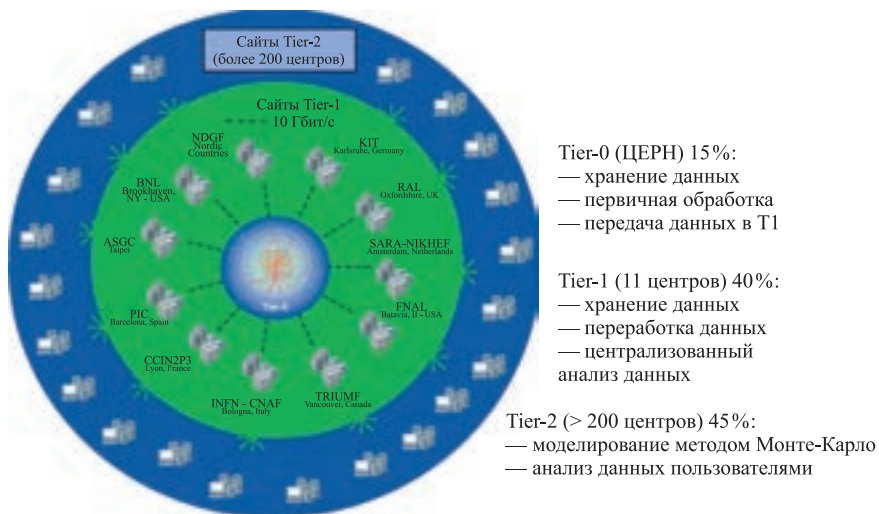 Сайты Tier-2
(более 200 центров)
Сайты Tier-1
10 Гбит/с
NDGF
Nordic
Countries
KIT
Karlsruhe, Germany
BNL
Brookhaven,
NY - USA
RAL
Oxfordshire, UK
ASGC
Taipei
SARA-NIKHEF
Amsterdam, Netherlands
PIC
Barcelona, Spain
FNAL
Batavia, Il - USA
CCIN2P3
Lyon, France
INFN - CNAF
Bologna, Italy
TRIUMF
Vancouver, Canada
Tier-0 (ЦЕРН) 15%:
— хранение данных
— первичная обработка
— передача данных в T1
Tier-1 (11 центров) 40%:
— хранение данных
— переработка данных
— централизованный
анализ данных
Tier-2 (> 200 центров) 45%:
— моделирование методом Монте-Карло
— анализ данных пользователями